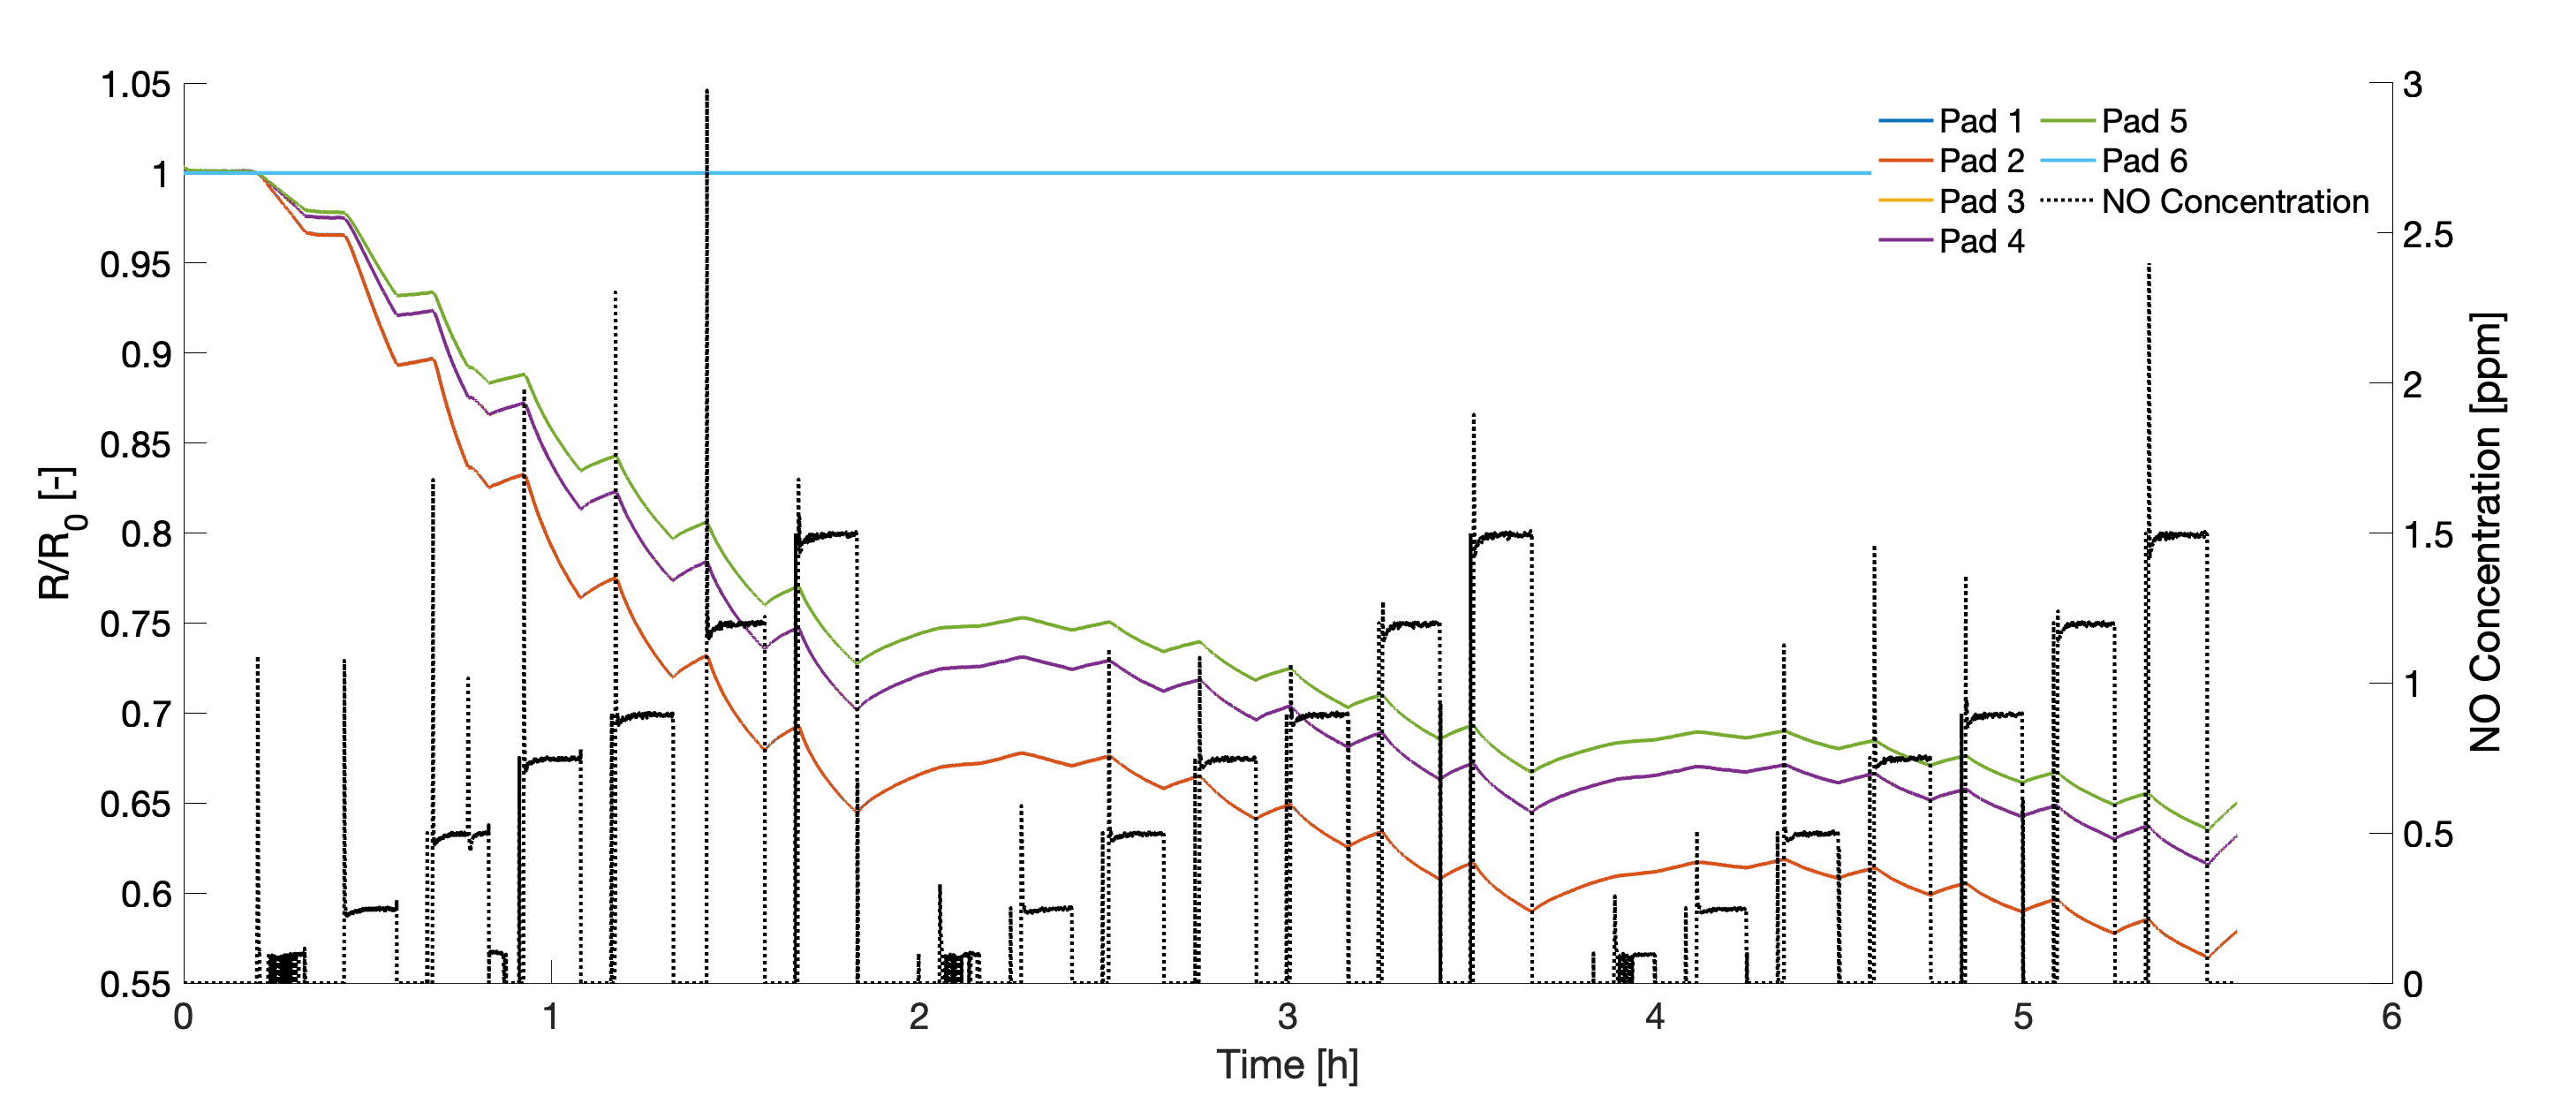 1.05
1
0.95
0.9
0.85
0.8
0.75
0.7
0.65
0.6
0.55
R/R0 [-]
0 1 2 3 4 5 6
Time [h]
3
2.5
2
1.5
1
0.5
0
NO Concentration [ppm]
Pad 1
Pad 2
Pad 3
Pad 4
Pad 5
Pad 6
NO Concentration